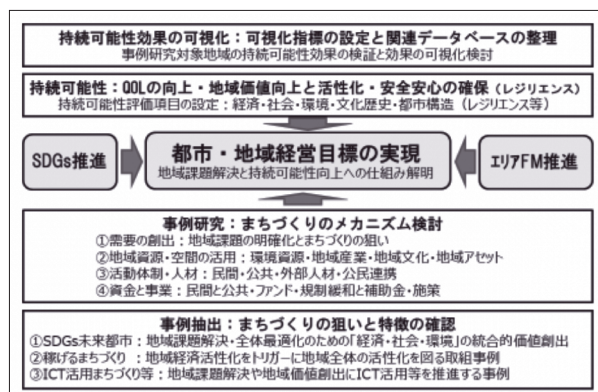 持続可能性効果の可視化：可視化指標の設定と関連データベースの整理
事例研究対象地域の持続可能性効果の検証と効果の可視化検討
持続可能性：QOLの向上・地域価値向上と活性化・安全安心の確保（レジリエンス）
持続可能性評価項目の設定：経済・社会・環境・文化歴史・都市構造（レジリエンス等）
SDGs推進
都市・地域経営目標の実現
地域課題解決と持続可能性向上への仕組み解明
エリアFM推進
事例研究：まちづくりのメカニズム検討
①需要の創出：地域課題の明確化とまちづくりの狙い
②地域資源・空間の活用：環境資源・地域産業・地域文化・地域アセット
③活動体制・人材：民間・公共・外部人材・公民連携
④資金と事業：民間と公共・ファンド・規制緩和と補助金・施策
事例抽出：まちづくりの狙いと特徴の確認
①SDGs未来都市：地域課題解決・全体最適化のための「経済・社会・環境」の統合的価値創出
②稼げるまちづくり：地域経済活性化をトリガーに地域全体の活性化を図る取組事例
③ICT活用まちづくり等：地域課題解決や地域価値創出にICT活用等を推進する事例